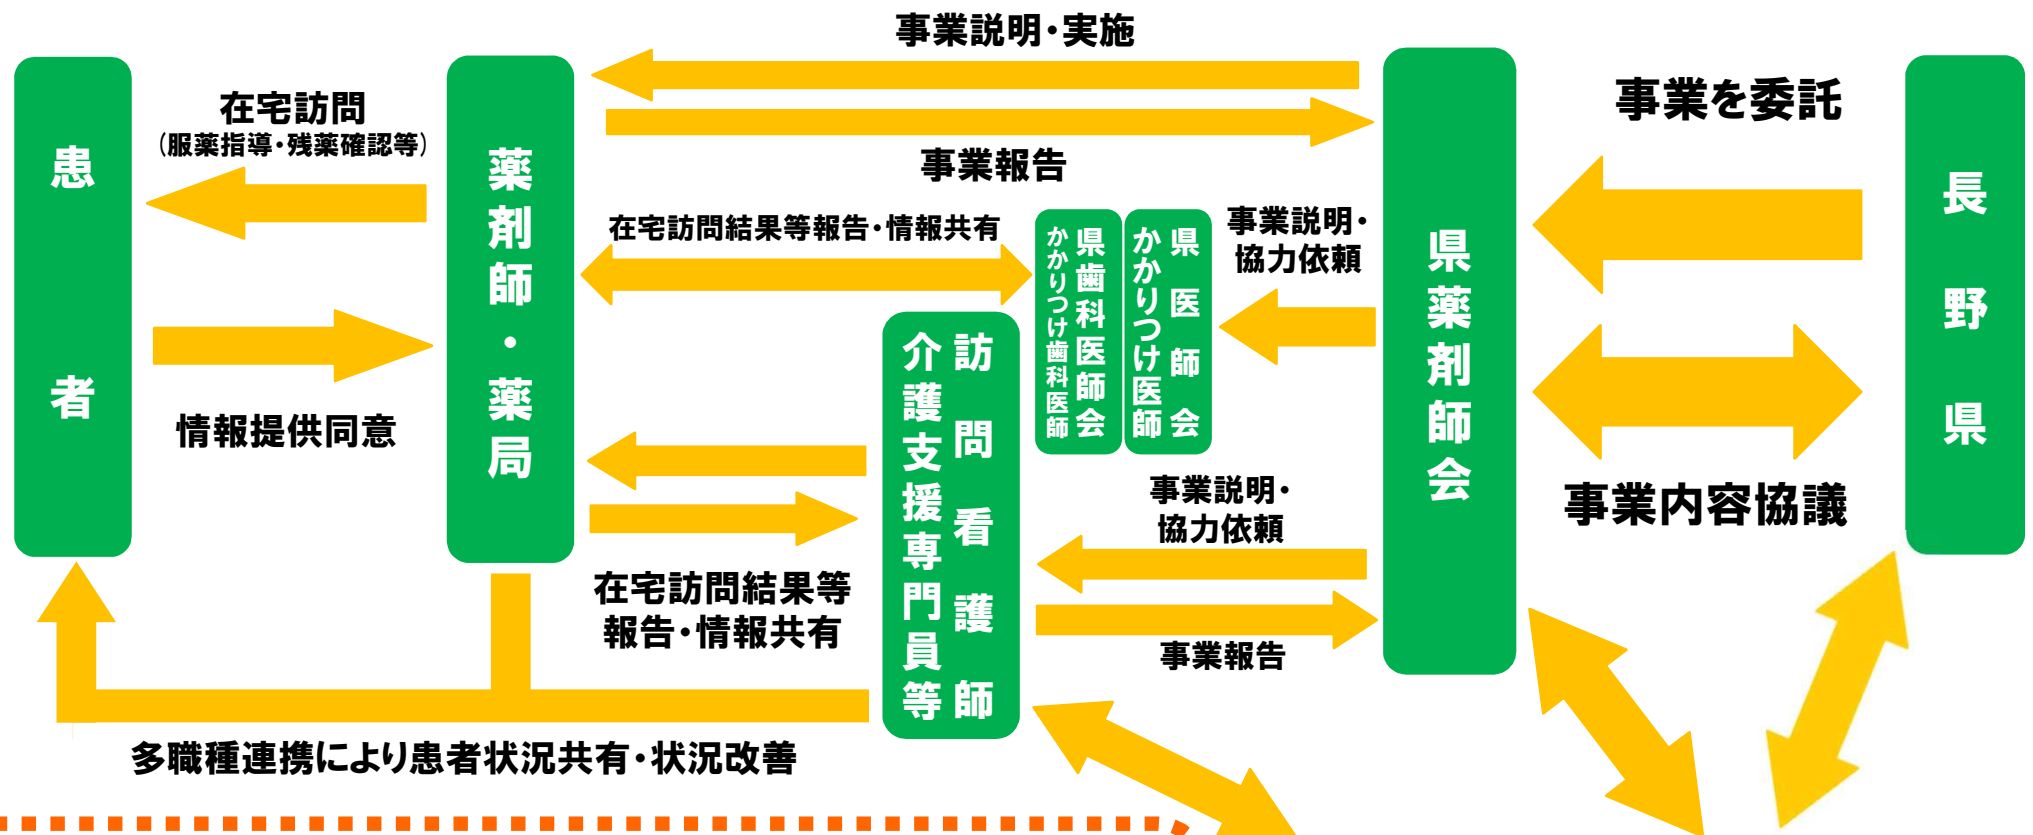 事業説明・実施
事業報告
患者
在宅訪問
(服薬指導・残薬確認等)
情報提供同意
薬剤師・薬局
在宅訪問結果等報告・情報共有
県歯科医師会
かかりつけ歯科医師
県医師会
かかりつけ医師
事業説明・
協力依頼
県薬剤師会
事業を委託
事業内容協議
長野県
訪問看護師
介護支援専門員等
在宅訪問結果等
報告・情報共有
事業説明・
協力依頼
事業報告
多職種連携により患者状況共有・状況改善